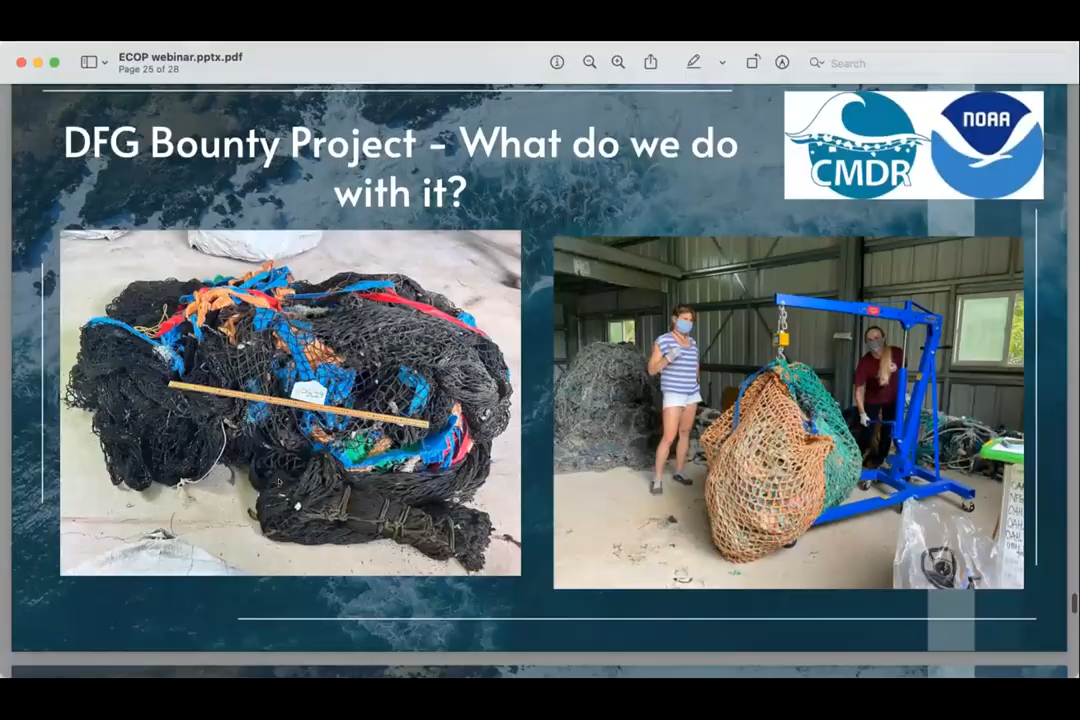 ECOP webinar.pptx.pdf
Page 25 of 28
Search
DFG Bounty Project - What do we do
with it?
CMDR
NOAA